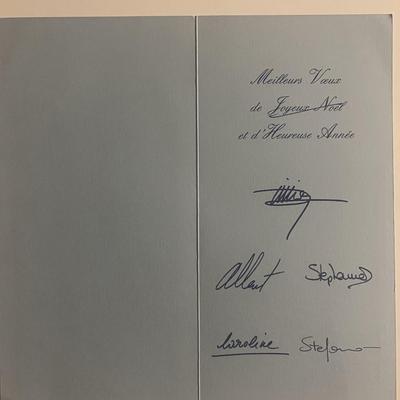 Meilleurs Vœux
de Joyeux Noël
et d'Heureuse Année
Albert Stephanie
Caroline Stefano